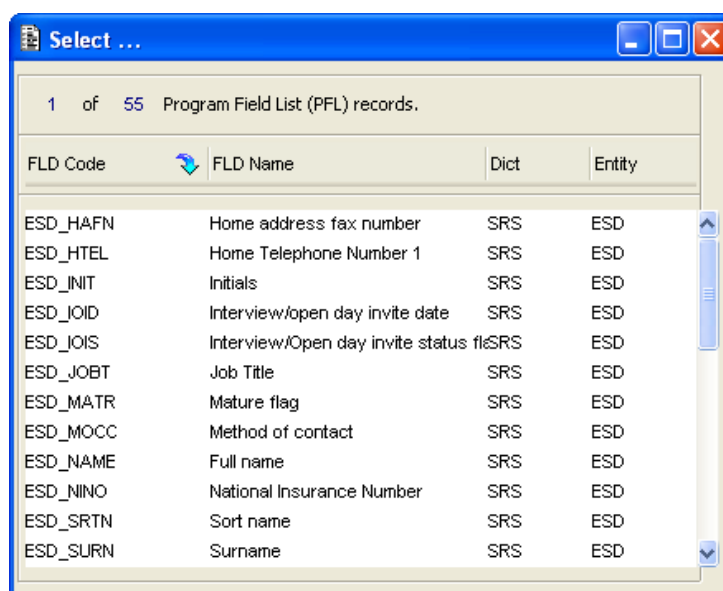 Select ...
1 of 55 Program Field List (PFL) records.
FLD Code FLD Name Dict Entity
ESD_HAFN Home address fax number SRS ESD
ESD_HTEL Home Telephone Number 1 SRS ESD
ESD_INIT Initials SRS ESD
ESD_IOID Interview/open day invite date SRS ESD
ESD_IOIS Interview/Open day invite status fla SRS ESD
ESD_JOBT Job Title SRS ESD
ESD_MATR Mature flag SRS ESD
ESD_MOCC Method of contact SRS ESD
ESD_NAME Full name SRS ESD
ESD_NINO National Insurance Number SRS ESD
ESD_SRTN Sort name SRS ESD
ESD_SURN Surname SRS ESD